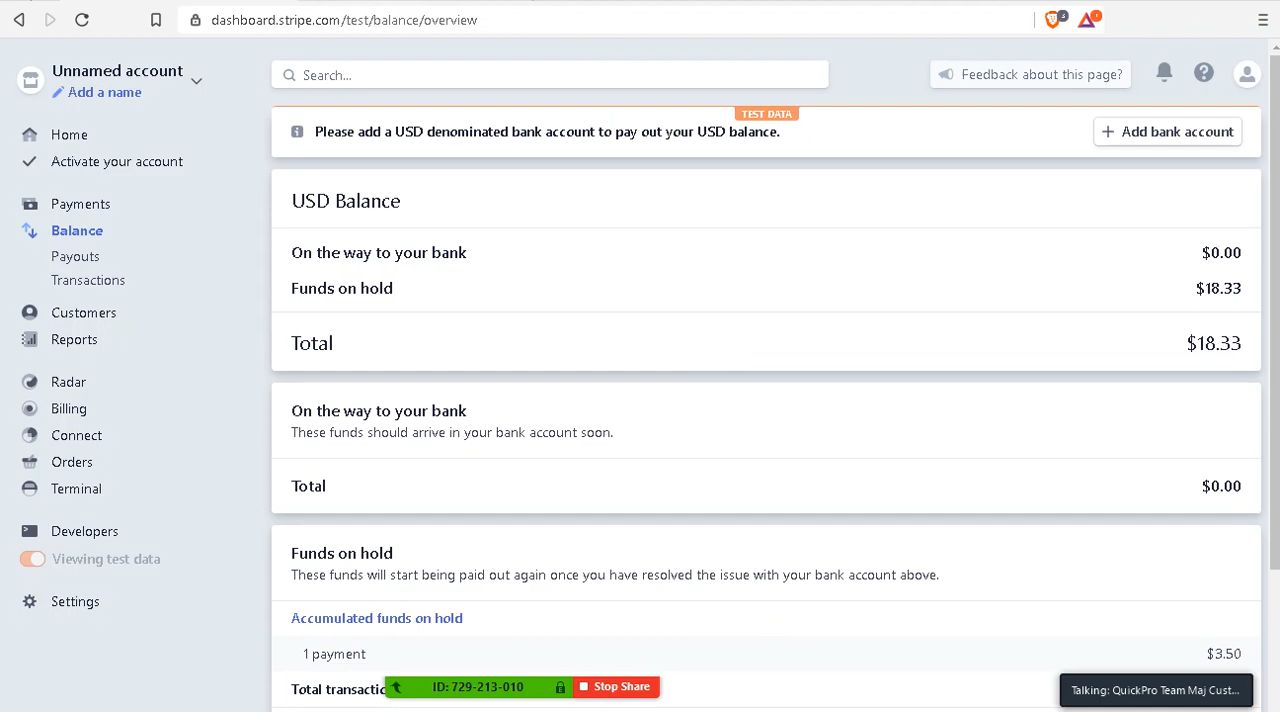 dashboard.stripe.com/test/balance/overview
3
1
Unnamed account
Add a name
Search...
Feedback about this page?
TEST DATA
Please add a USD denominated bank account to pay out your USD balance.
+ Add bank account
Home
Activate your account
Payments
Balance
Payouts
Transactions
Customers
Reports
Radar
Billing
Connect
Orders
Terminal
Developers
Viewing test data
Settings
USD Balance
On the way to your bank $0.00
Funds on hold $18.33
Total $18.33
On the way to your bank
These funds should arrive in your bank account soon.
Total $0.00
Funds on hold
These funds will start being paid out again once you have resolved the issue with your bank account above.
Accumulated funds on hold
1 payment $3.50
Total transactic
ID: 729-213-010
Stop Share
Talking: QuickPro Team Maj Cust...